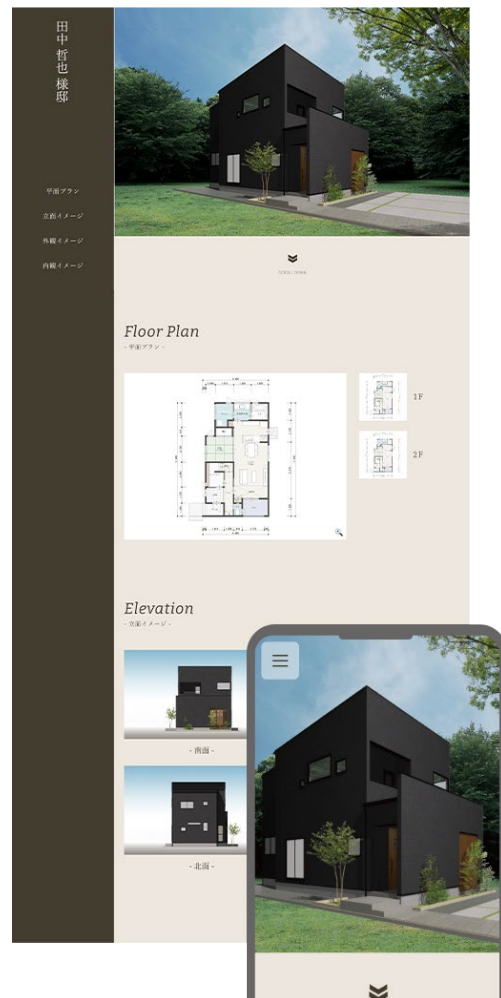 田中 哲也 様邸
平面プラン
立面イメージ
外観イメージ
内観イメージ
SCROLL DOWN
Floor Plan
- 平面プラン -
1F
2F
Elevation
- 立面イメージ -
- 南面 -
- 北面 -